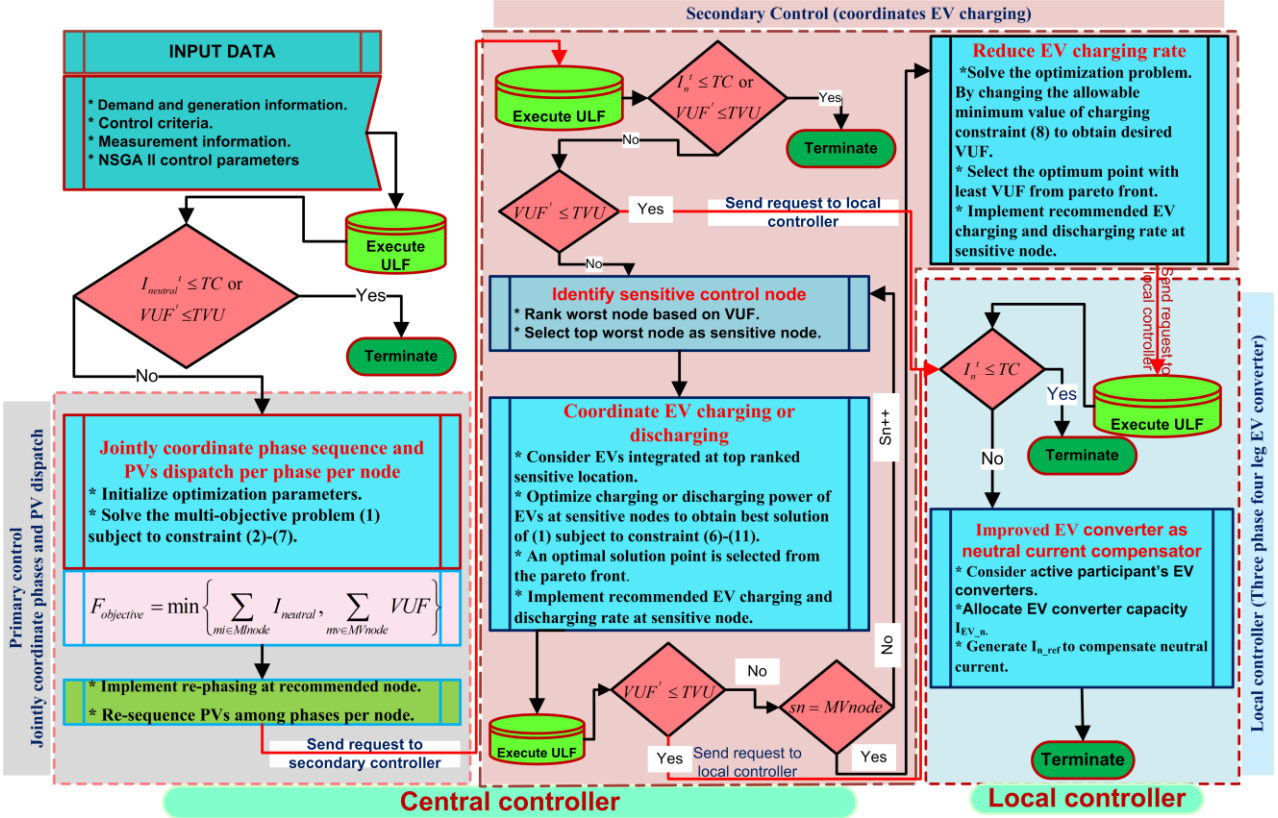 Secondary Control (coordinates EV charging)
INPUT DATA
* Demand and generation information.
* Control criteria.
* Measurement information.
* NSGA II control parameters
Execute
ULF
I_neutral^t ≤ TC or
VUF^t ≤TVU
Yes
Terminate
No
Primary control
Jointly coordinate phases and PV dispatch
Jointly coordinate phase sequence and
PVs dispatch per phase per node
* Initialize optimization parameters.
* Solve the multi-objective problem (1)
subject to constraint (2)-(7).
F_objective = min{ ∑_{mi∈MInode} I_neutral , ∑_{mv∈MVnode} VUF }
* Implement re-phasing at recommended node.
* Re-sequence PVs among phases per node.
Send request to
secondary controller
Execute ULF
I_n^t ≤ TC or
VUF^t ≤TVU
Yes
Terminate
No
VUF^t ≤ TVU
Yes
Send request to local
controller
No
Identify sensitive control node
* Rank worst node based on VUF.
* Select top worst node as sensitive node.
Coordinate EV charging or
discharging
* Consider EVs integrated at top ranked
sensitive location.
* Optimize charging or discharging power of
EVs at sensitive nodes to obtain best solution
of (1) subject to constraint (6)-(11).
* An optimal solution point is selected from
the pareto front.
* Implement recommended EV charging and
discharging rate at sensitive node.
Execute ULF
VUF^t ≤ TVU
No
sn = MVnode
No
Sn++
Yes
Send request to
local controller
Yes
Reduce EV charging rate
*Solve the optimization problem.
By changing the allowable
minimum value of charging
constraint (8) to obtain desired
VUF.
* Select the optimum point with
least VUF from pareto front.
* Implement recommended EV
charging and discharging rate at
sensitive node.
Send request to
local controller
I_n^t ≤ TC
Yes
Execute ULF
Terminate
No
Improved EV converter as
neutral current compensator
* Consider active participant's EV
converters.
*Allocate EV converter capacity
I_EV_n.
* Generate I_n_ref to compensate neutral
current.
Terminate
Local controller (Three phase four leg EV converter)
Central controller
Local controller